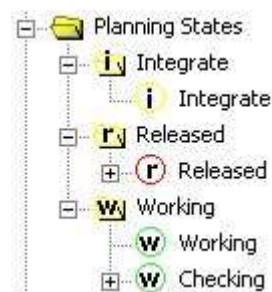 Planning States
i Integrate
i Integrate
r Released
r Released
w Working
w Working
w Checking